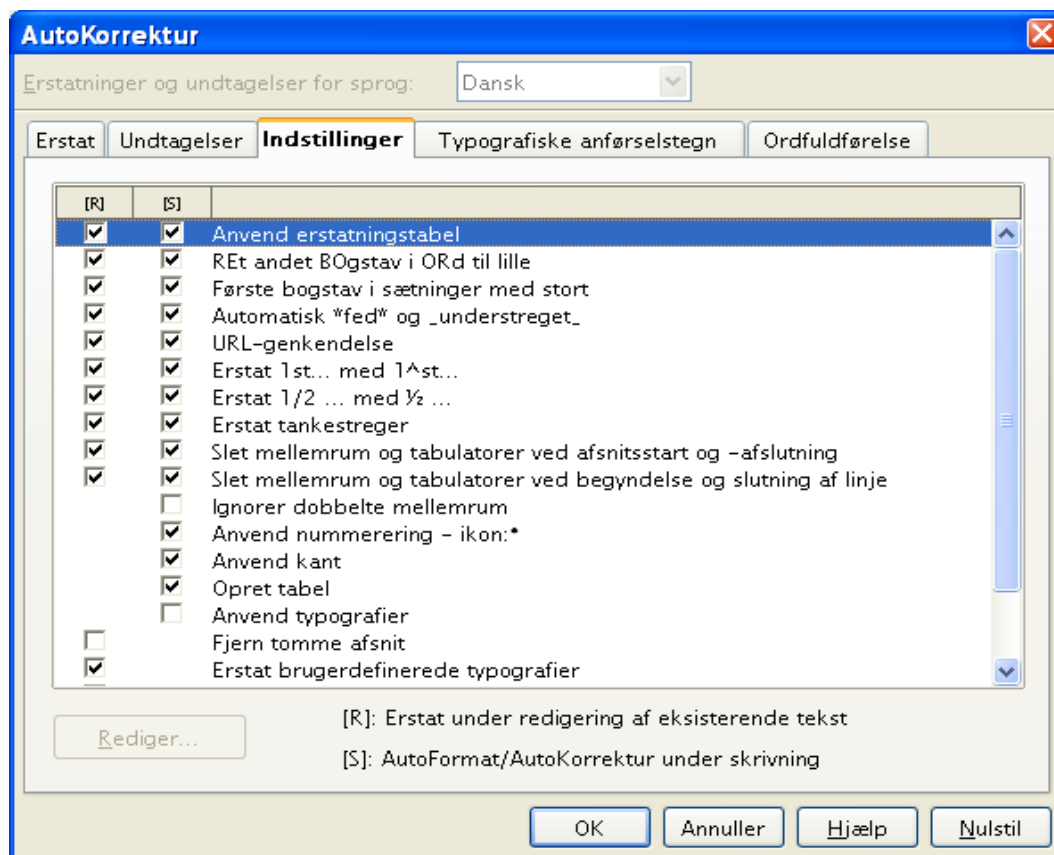 AutoKorrektur
Erstatninger og undtagelser for sprog: Dansk
Erstat Undtagelser Indstillinger Typografiske anførselstegn Ordfuldførelse
[R] [S]
Anvend erstatningstabel
REt andet BOgstav i ORd til lille
Første bogstav i sætninger med stort
Automatisk *fed* og _understreget_
URL-genkendelse
Erstat 1st... med 1^st...
Erstat 1/2 ... med ½ ...
Erstat tankestreger
Slet mellemrum og tabulatorer ved afsnitsstart og -afslutning
Slet mellemrum og tabulatorer ved begyndelse og slutning af linje
Ignorer dobbelte mellemrum
Anvend nummerering - ikon:•
Anvend kant
Opret tabel
Anvend typografier
Fjern tomme afsnit
Erstat brugerdefinerede typografier
[R]: Erstat under redigering af eksisterende tekst
Rediger...
[S]: AutoFormat/AutoKorrektur under skrivning
OK Annuller Hjælp Nulstil